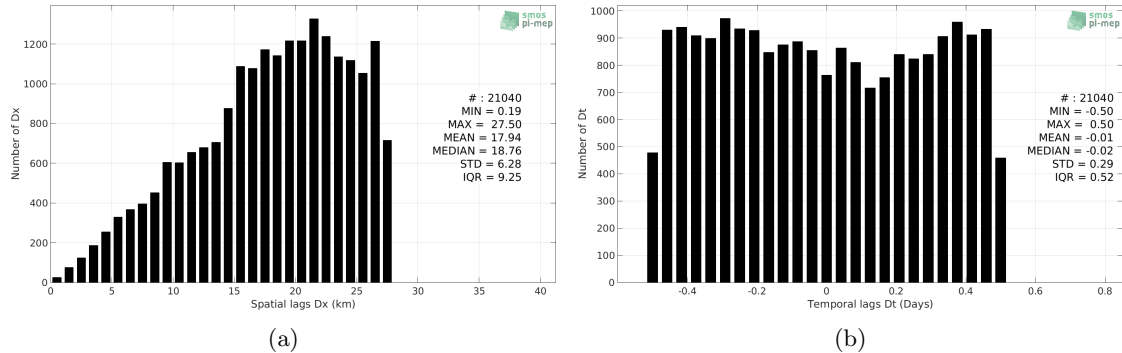 smos
pi-mep
1200
1000
800
600
400
200
0
Number of Dx
# : 21040
MIN = 0.19
MAX = 27.50
MEAN = 17.94
MEDIAN = 18.76
STD = 6.28
IQR = 9.25
0 5 10 15 20 25 30 35 40
Spatial lags Dx (km)
(a)
smos
pi-mep
1000
900
800
700
600
500
400
300
200
100
0
Number of Dt
# : 21040
MIN = -0.50
MAX = 0.50
MEAN = -0.01
MEDIAN = -0.02
STD = 0.29
IQR = 0.52
-0.4 -0.2 0 0.2 0.4 0.6 0.8
Temporal lags Dt (Days)
(b)